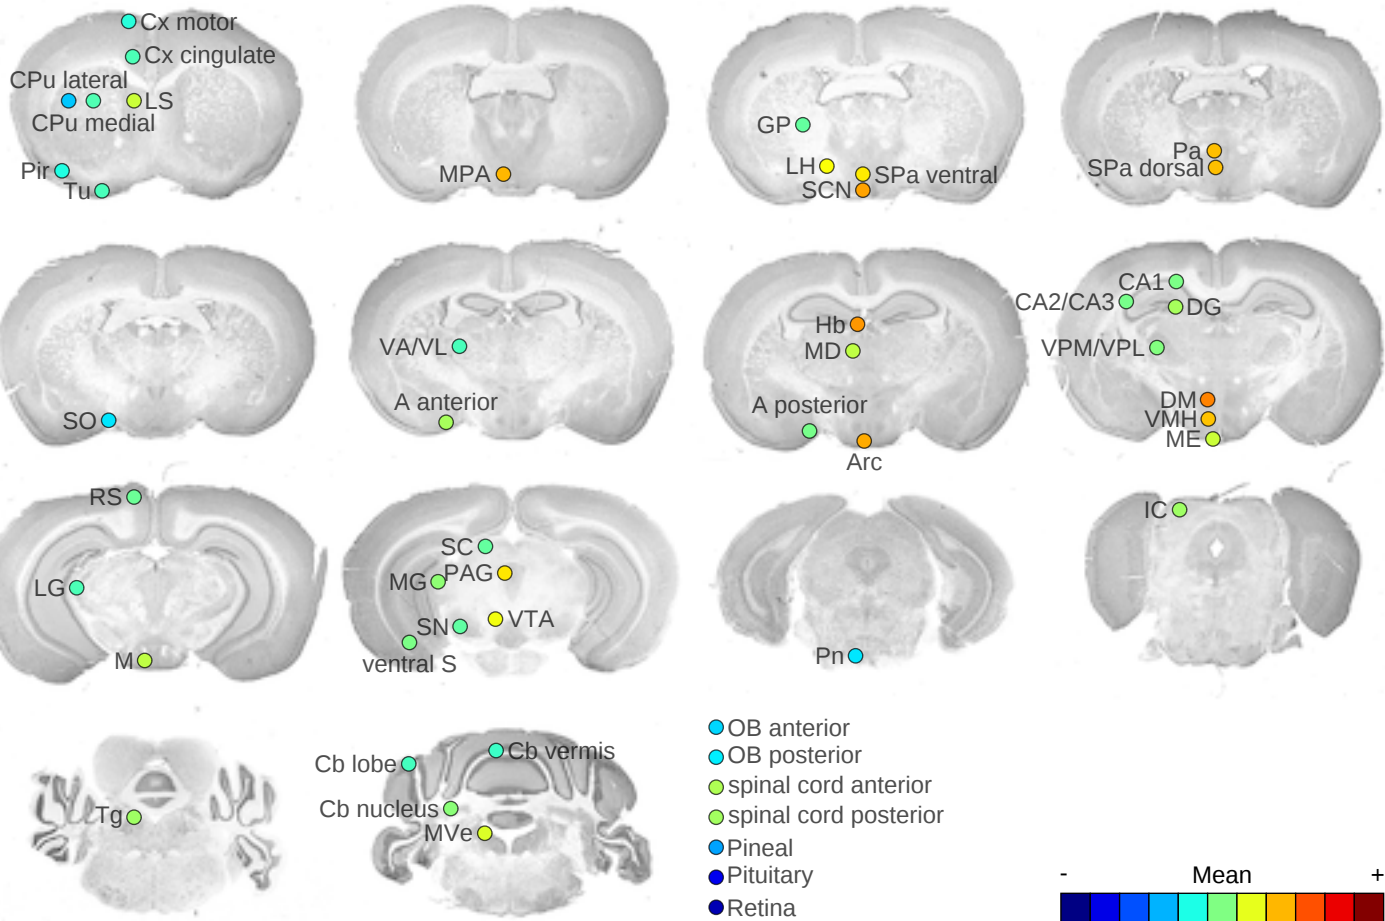 Cx motor
Cx cingulate
CPu lateral
LS
CPu medial
Pir
Tu
MPA
GP
LH
SPa ventral
SCN
Pa
SPa dorsal
SO
VA/VL
A anterior
Hb
MD
A posterior
Arc
CA1
CA2/CA3
DG
VPM/VPL
DM
VMH
ME
RS
LG
M
SC
MG
PAG
SN
VTA
ventral S
Pn
IC
Tg
Cb lobe
Cb vermis
Cb nucleus
MVe
OB anterior
OB posterior
spinal cord anterior
spinal cord posterior
Pineal
Pituitary
Retina
- Mean +